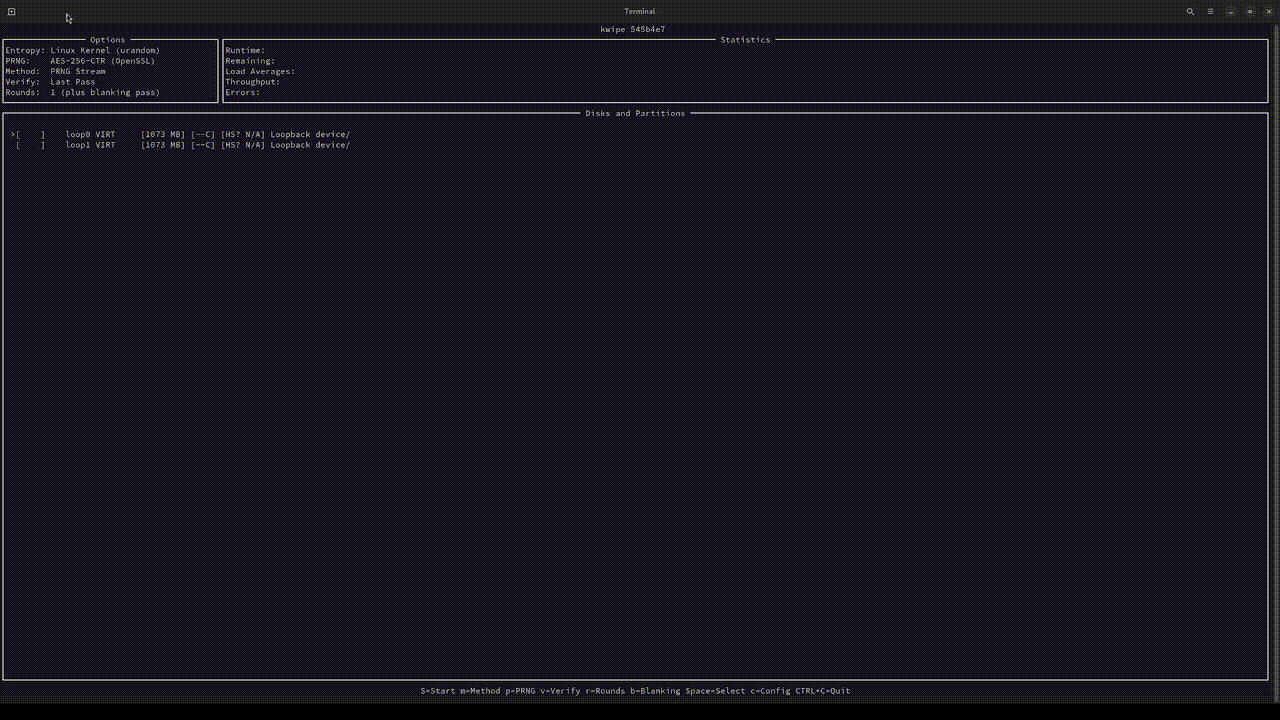 Terminal
kwipe 545b4e7
Options
Entropy: Linux Kernel (urandom)
PRNG: AES-256-CTR (OpenSSL)
Method: PRNG Stream
Verify: Last Pass
Rounds: 1 (plus blanking pass)
Statistics
Runtime:
Remaining:
Load Averages:
Throughput:
Errors:
Disks and Partitions
>[ ] loop0 VIRT [1073 MB] [--C] [HS? N/A] Loopback device/
[ ] loop1 VIRT [1073 MB] [--C] [HS? N/A] Loopback device/
S=Start m=Method p=PRNG v=Verify r=Rounds b=Blanking Space=Select c=Config CTRL+C=Quit